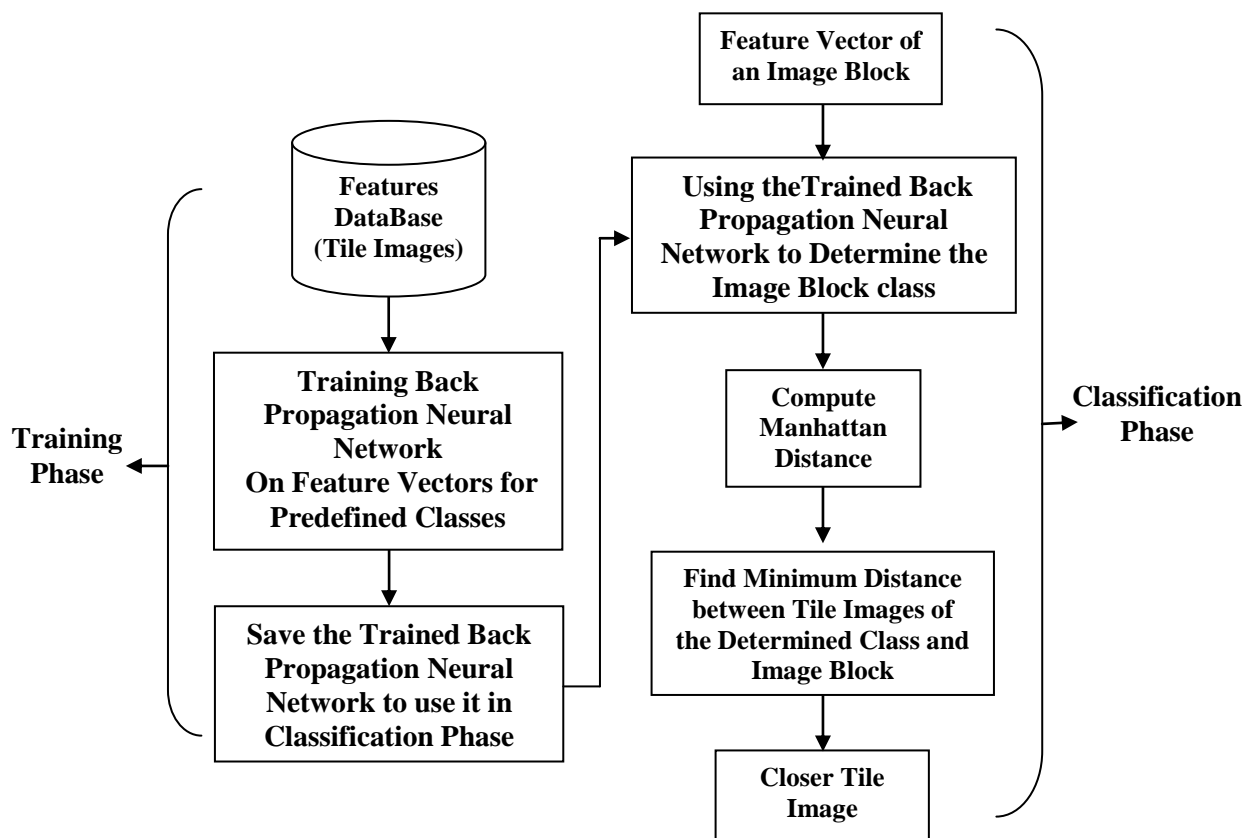 Training
Phase
Features
DataBase
(Tile Images)
Training Back
Propagation Neural
Network
On Feature Vectors for
Predefined Classes
Save the Trained Back
Propagation Neural
Network to use it in
Classification Phase
Feature Vector of
an Image Block
Using theTrained Back
Propagation Neural
Network to Determine the
Image Block class
Compute
Manhattan
Distance
Find Minimum Distance
between Tile Images of
the Determined Class and
Image Block
Closer Tile
Image
Classification
Phase